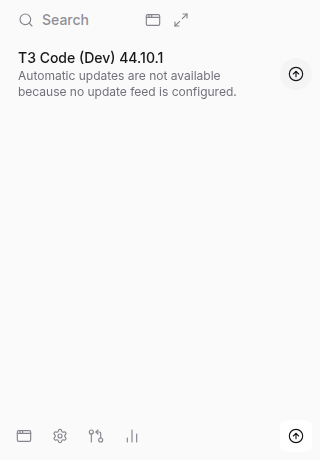 Search
T3 Code (Dev) 44.10.1
Automatic updates are not available
because no update feed is configured.